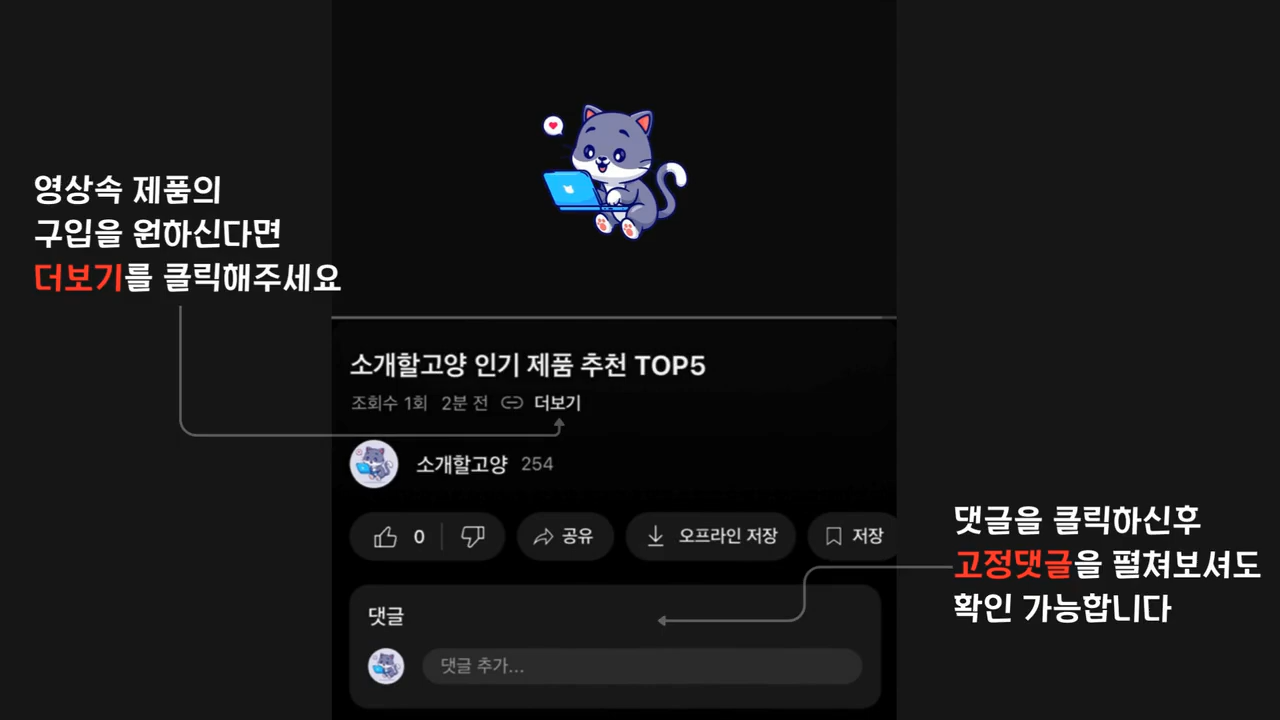 영상속 제품의
구입을 원하신다면
더보기를 클릭해주세요
소개할고양 인기 제품 추천 TOP5
조회수 1회 2분 전 더보기
소개할고양 254
0 공유 오프라인 저장 저장
댓글
댓글 추가...
댓글을 클릭하신후
고정댓글을 펼쳐보셔도
확인 가능합니다